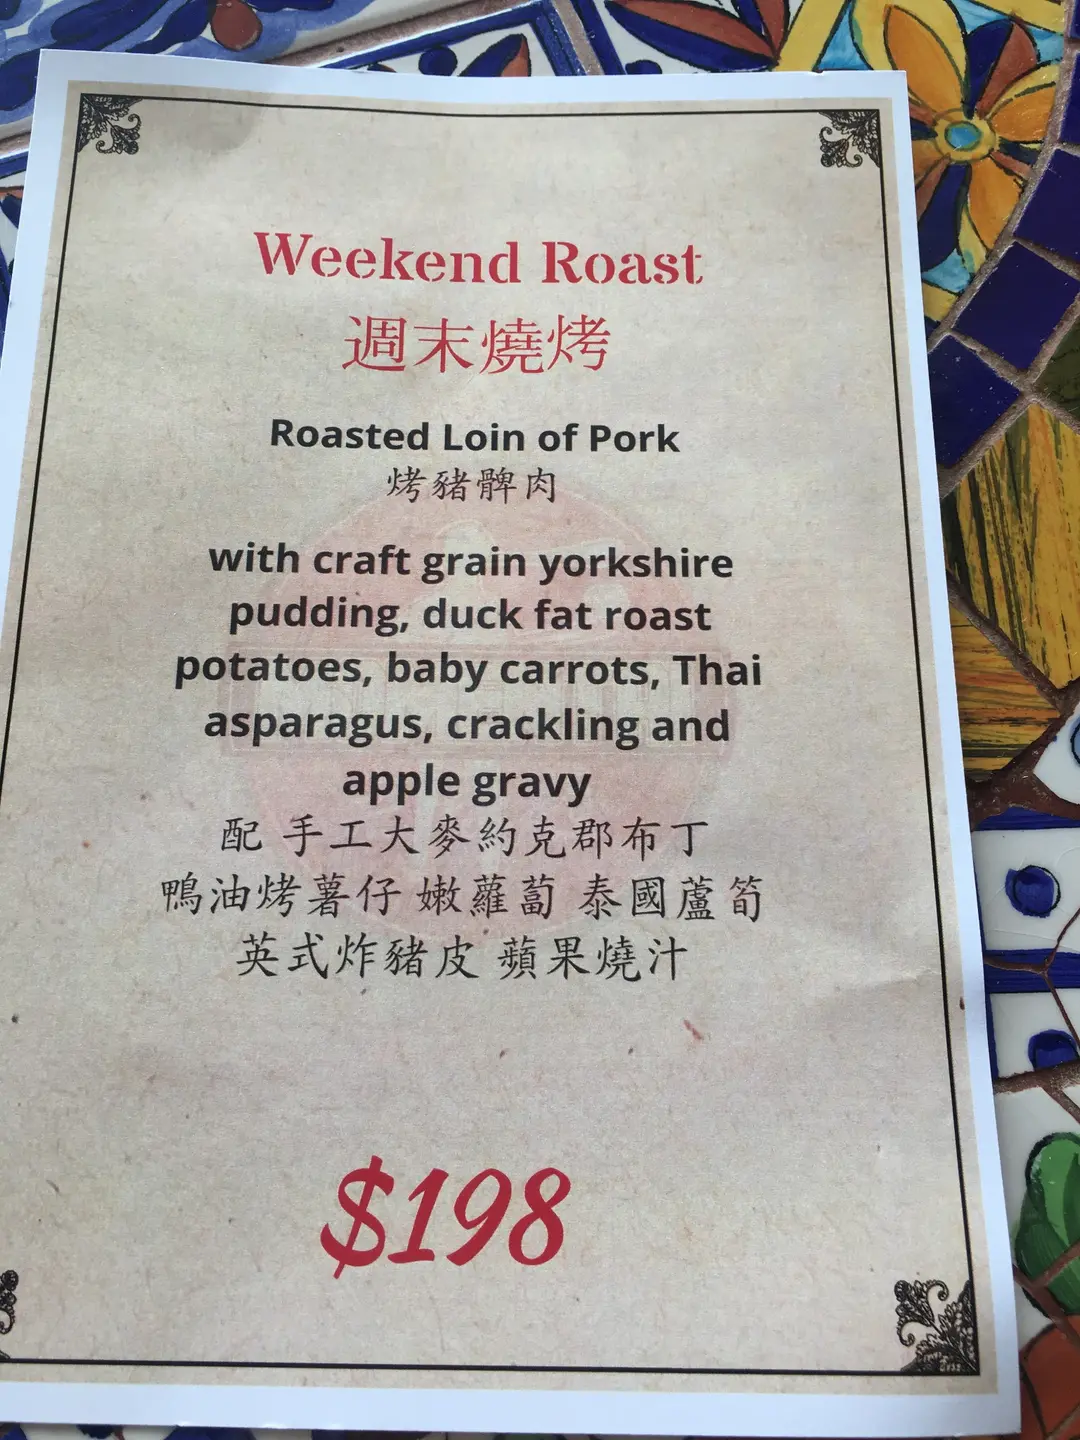 Weekend Roast
週末燒烤
Roasted Loin of Pork
烤豬髀肉
with craft grain yorkshire
pudding, duck fat roast
potatoes, baby carrots, Thai
asparagus, crackling and
apple gravy
配 手工大麥約克郡布丁
鴨油烤薯仔 嫩蘿蔔 泰國蘆筍
英式炸豬皮 蘋果燒汁
$198